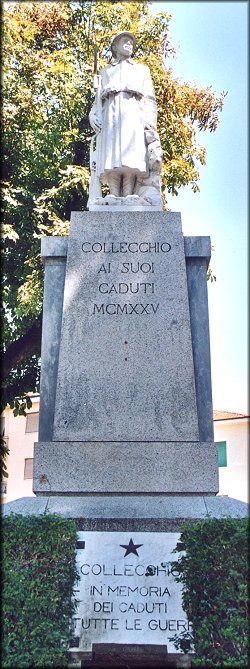 COLLECCHIO
AI SUOI
CADUTI
MCMXXV
COLLECCHIO
IN MEMORIA
DEI CADUTI
TUTTE LE GUERR